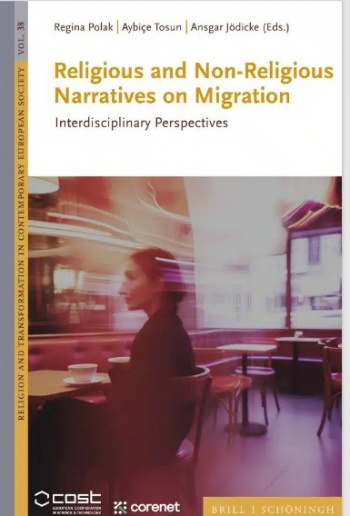 Regina Polak | Aybiçe Tosun | Ansgar Jödicke (Eds.)
Religious and Non-Religious
Narratives on Migration
Interdisciplinary Perspectives
RELIGION AND TRANSFORMATION IN CONTEMPORARY EUROPEAN SOCIETY VOL. 38
cost
EUROPEAN COOPERATION
IN SCIENCE & TECHNOLOGY
corenet
BRILL | SCHÖNINGH